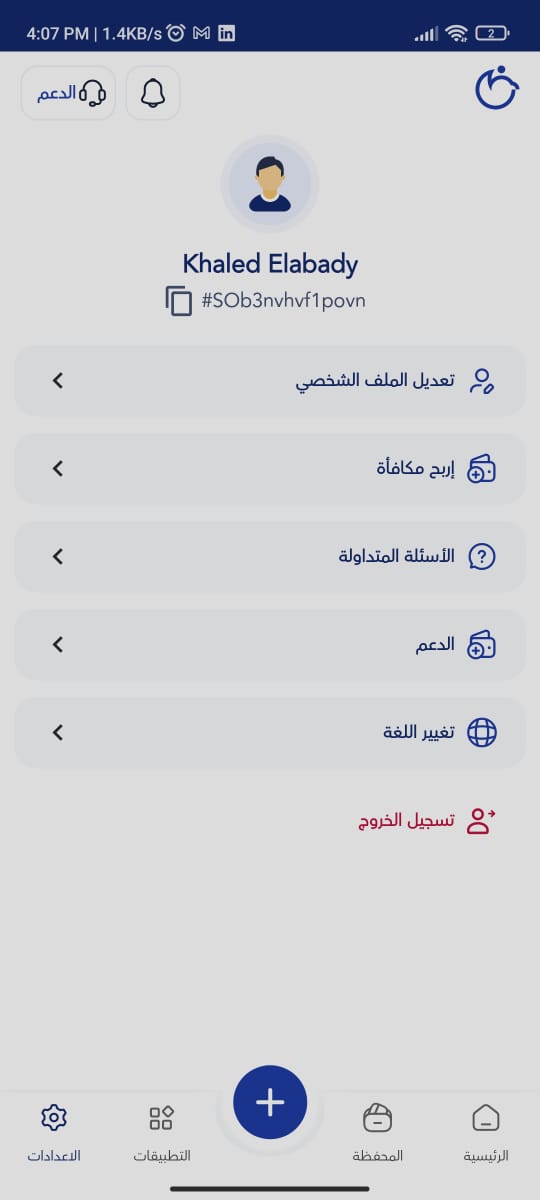 4:07 PM | 1.4KB/s 2
الدعم
Khaled Elabady
#SOb3nvhvf1povn
تعديل الملف الشخصي
إربح مكافأة
الأسئلة المتداولة
الدعم
تغيير اللغة
تسجيل الخروج
الرئيسية
المحفظة
التطبيقات
الاعدادات